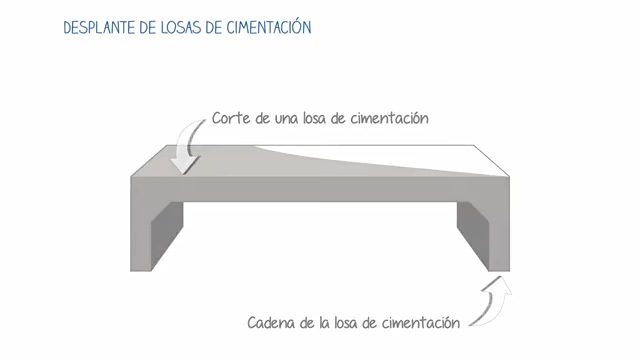 DESPLANTE DE LOSAS DE CIMENTACIÓN
Corte de una losa de cimentación
Cadena de la losa de cimentación